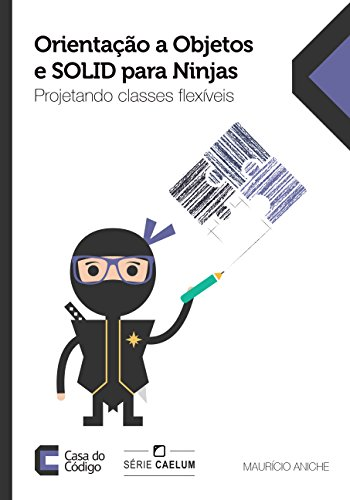 Orientação a Objetos
e SOLID para Ninjas
Projetando classes flexíveis
Casa do
Código
SÉRIE CAELUM
MAURÍCIO ANICHE